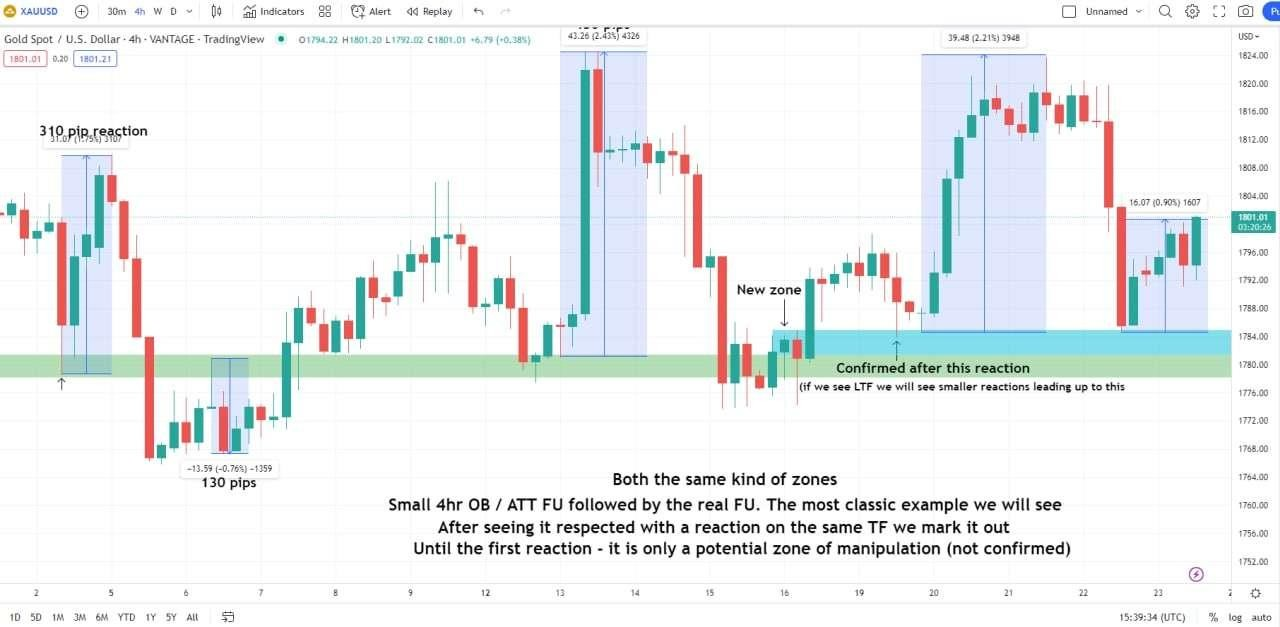 XAUUSD 30m 4h W D Indicators Alert Replay Unnamed
Gold Spot / U.S. Dollar · 4h · VANTAGE · TradingView O1794.22 H1801.20 L1792.02 C1801.01 +6.79 (+0.38%)
1801.01 0.20 1801.21
USD
43.26 (2.43%) 4326
39.48 (2.21%) 3948
310 pip reaction
31.07 (1.75%) 3107
16.07 (0.90%) 1607
New zone
Confirmed after this reaction
(if we see LTF we will see smaller reactions leading up to this
−13.59 (−0.76%) −1359
130 pips
Both the same kind of zones
Small 4hr OB / ATT FU followed by the real FU. The most classic example we will see
After seeing it respected with a reaction on the same TF we mark it out
Until the first reaction - it is only a potential zone of manipulation (not confirmed)
1824.00
1820.00
1816.00
1812.00
1808.00
1804.00
1801.01
03:20:26
1796.00
1792.00
1788.00
1784.00
1780.00
1776.00
1772.00
1768.00
1764.00
1760.00
1756.00
1752.00
2 5 6 7 8 9 12 13 14 15 16 19 20 21 22 23
1D 5D 1M 3M 6M YTD 1Y 5Y All 15:39:34 (UTC) % log auto